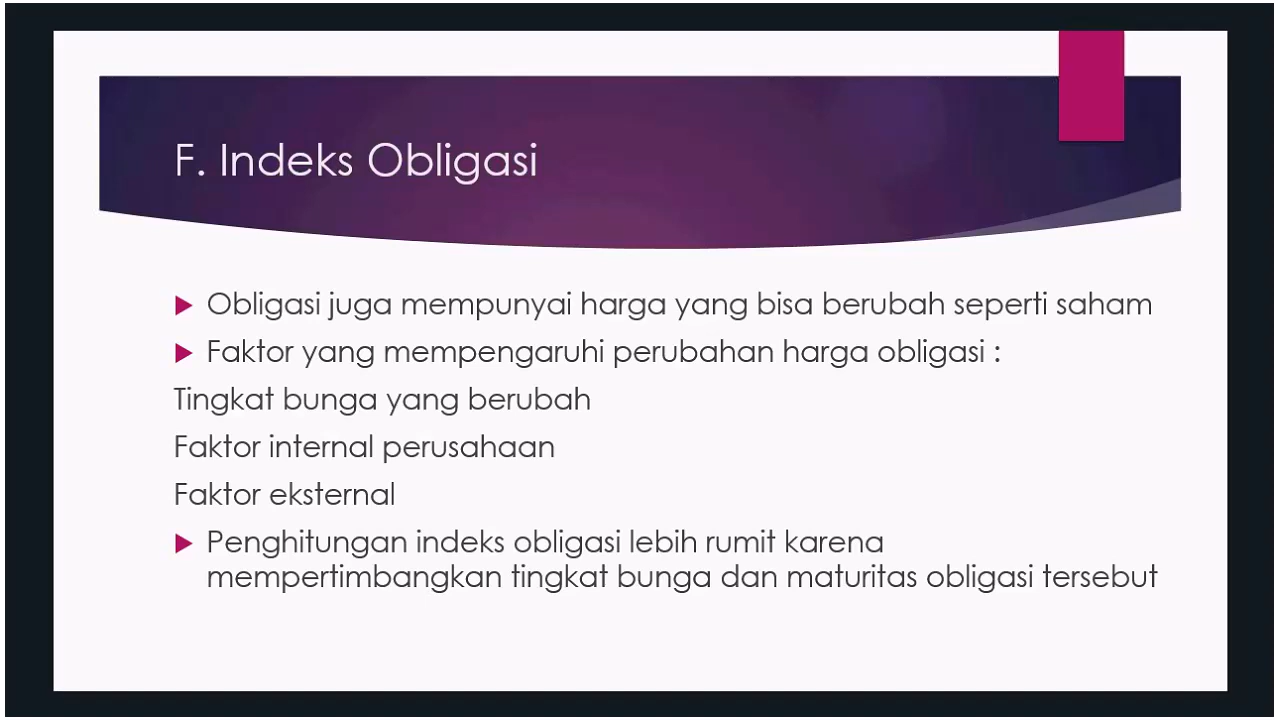 F. Indeks Obligasi
Obligasi juga mempunyai harga yang bisa berubah seperti saham
Faktor yang mempengaruhi perubahan harga obligasi :
Tingkat bunga yang berubah
Faktor internal perusahaan
Faktor eksternal
Penghitungan indeks obligasi lebih rumit karena
mempertimbangkan tingkat bunga dan maturitas obligasi tersebut